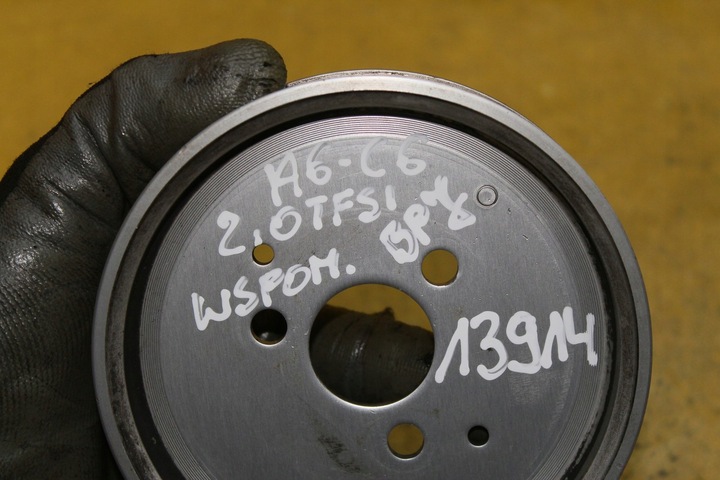 A6-C6
2.0TFSI
WSPOM. BPJ
13914